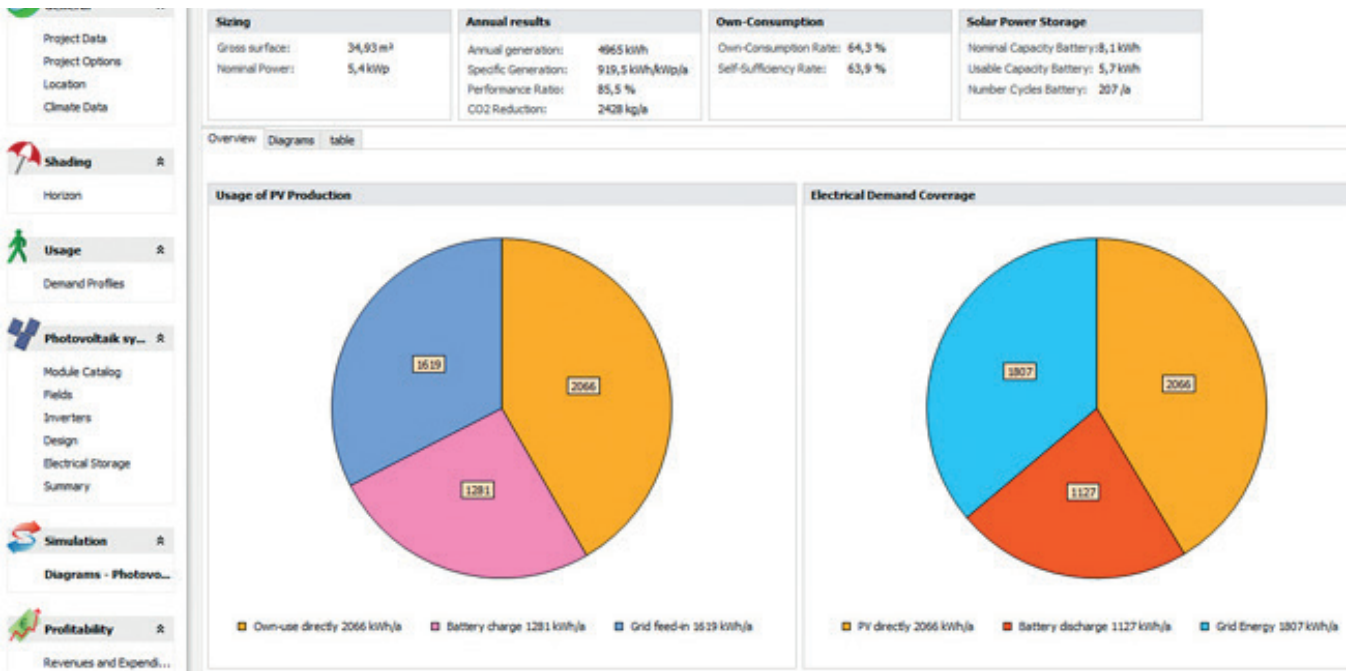 General
Project Data
Project Options
Location
Climate Data
Shading
Horizon
Usage
Demand Profiles
Photovoltaik sy...
Module Catalog
Fields
Inverters
Design
Electrical Storage
Summary
Simulation
Diagrams - Photovo...
Profitability
Revenues and Expendi...
Sizing
Gross surface: 34,93 m²
Nominal Power: 5,4 kWp
Annual results
Annual generation: 4965 kWh
Specific Generation: 919,5 kWh/kWp/a
Performance Ratio: 85,5 %
CO2 Reduction: 2428 kg/a
Own-Consumption
Own-Consumption Rate: 64,3 %
Self-Sufficiency Rate: 63,9 %
Solar Power Storage
Nominal Capacity Battery: 8,1 kWh
Usable Capacity Battery: 5,7 kWh
Number Cycles Battery: 207 /a
Overview Diagrams table
Usage of PV Production
1619
2066
1281
Own-use directly 2066 kWh/a Battery charge 1281 kWh/a Grid feed-in 1619 kWh/a
Electrical Demand Coverage
1807
2066
1127
PV directly 2066 kWh/a Battery discharge 1127 kWh/a Grid Energy 1807 kWh/a